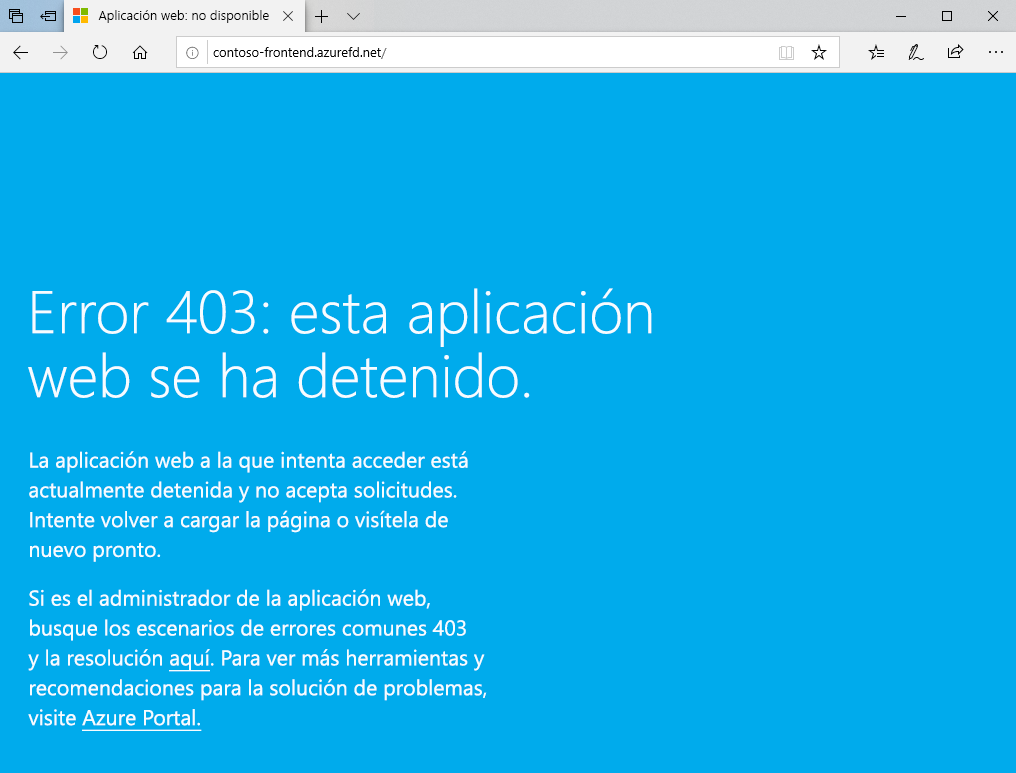 Aplicación web: no disponible
contoso-frontend.azurefd.net/
Error 403: esta aplicación
web se ha detenido.
La aplicación web a la que intenta acceder está
actualmente detenida y no acepta solicitudes.
Intente volver a cargar la página o visítela de
nuevo pronto.
Si es el administrador de la aplicación web,
busque los escenarios de errores comunes 403
y la resolución aquí. Para ver más herramientas y
recomendaciones para la solución de problemas,
visite Azure Portal.